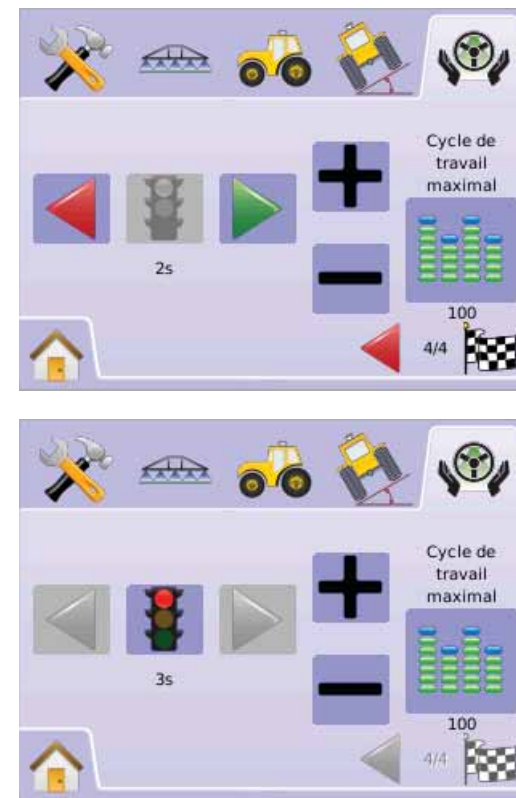 Cycle de
travail
maximal
2s
100
4/4
Cycle de
travail
maximal
3s
100
4/4